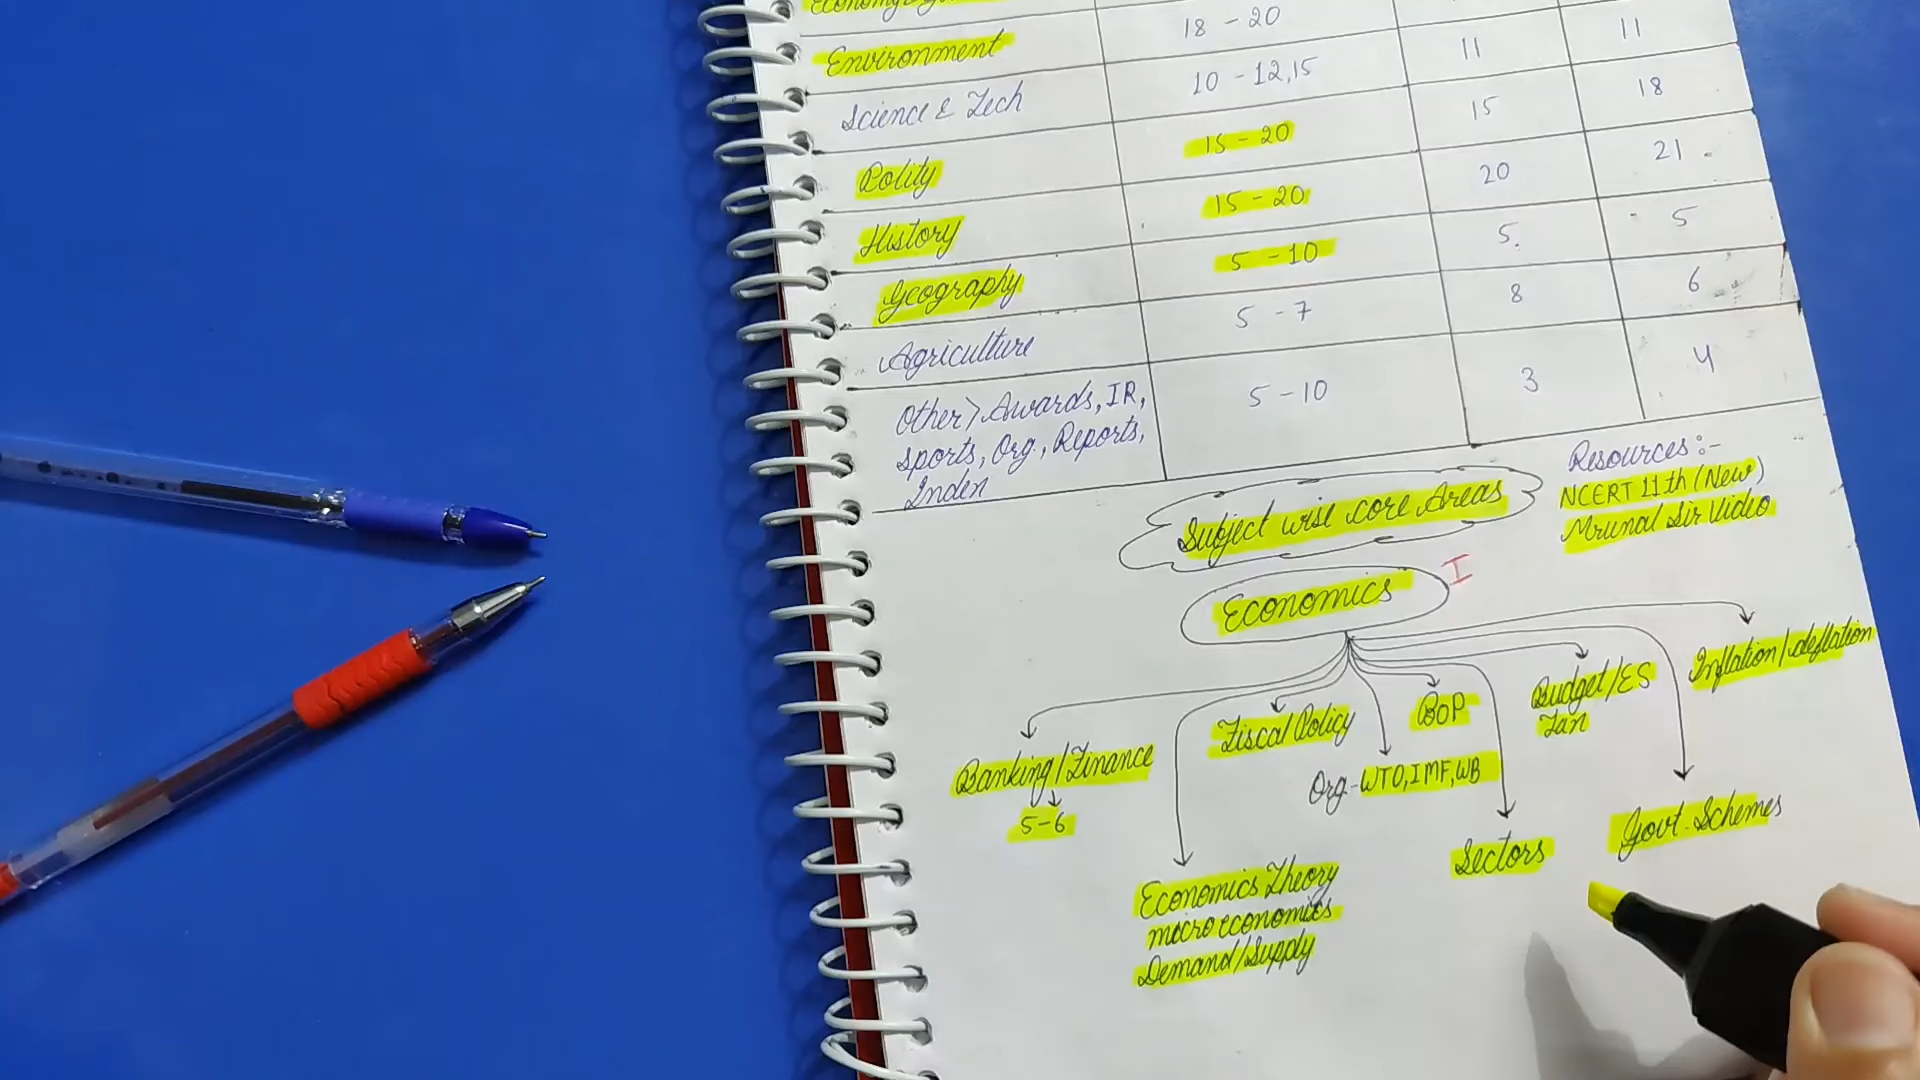 Environment 18 - 20 11 11
Science & Tech 10 - 12,15 15 18
Polity 15 - 20 20 21
History 15 - 20 5. 5
Geography 5 - 10 8 6
Agriculture 5 - 7 3 4
Other> Awards, IR, 5 - 10
sports, Org., Reports,
Index
Resources:-
NCERT 11th (New)
Mrunal Sir Video
Subject wise core Areas
Economics I
Inflation/deflation
Budget/ES
Tax
BOP
Fiscal Policy
Banking/Finance
5-6
Org.-WTO, IMF, WB
Sectors
Govt. Schemes
Economics Theory
micro economics
Demand/Supply